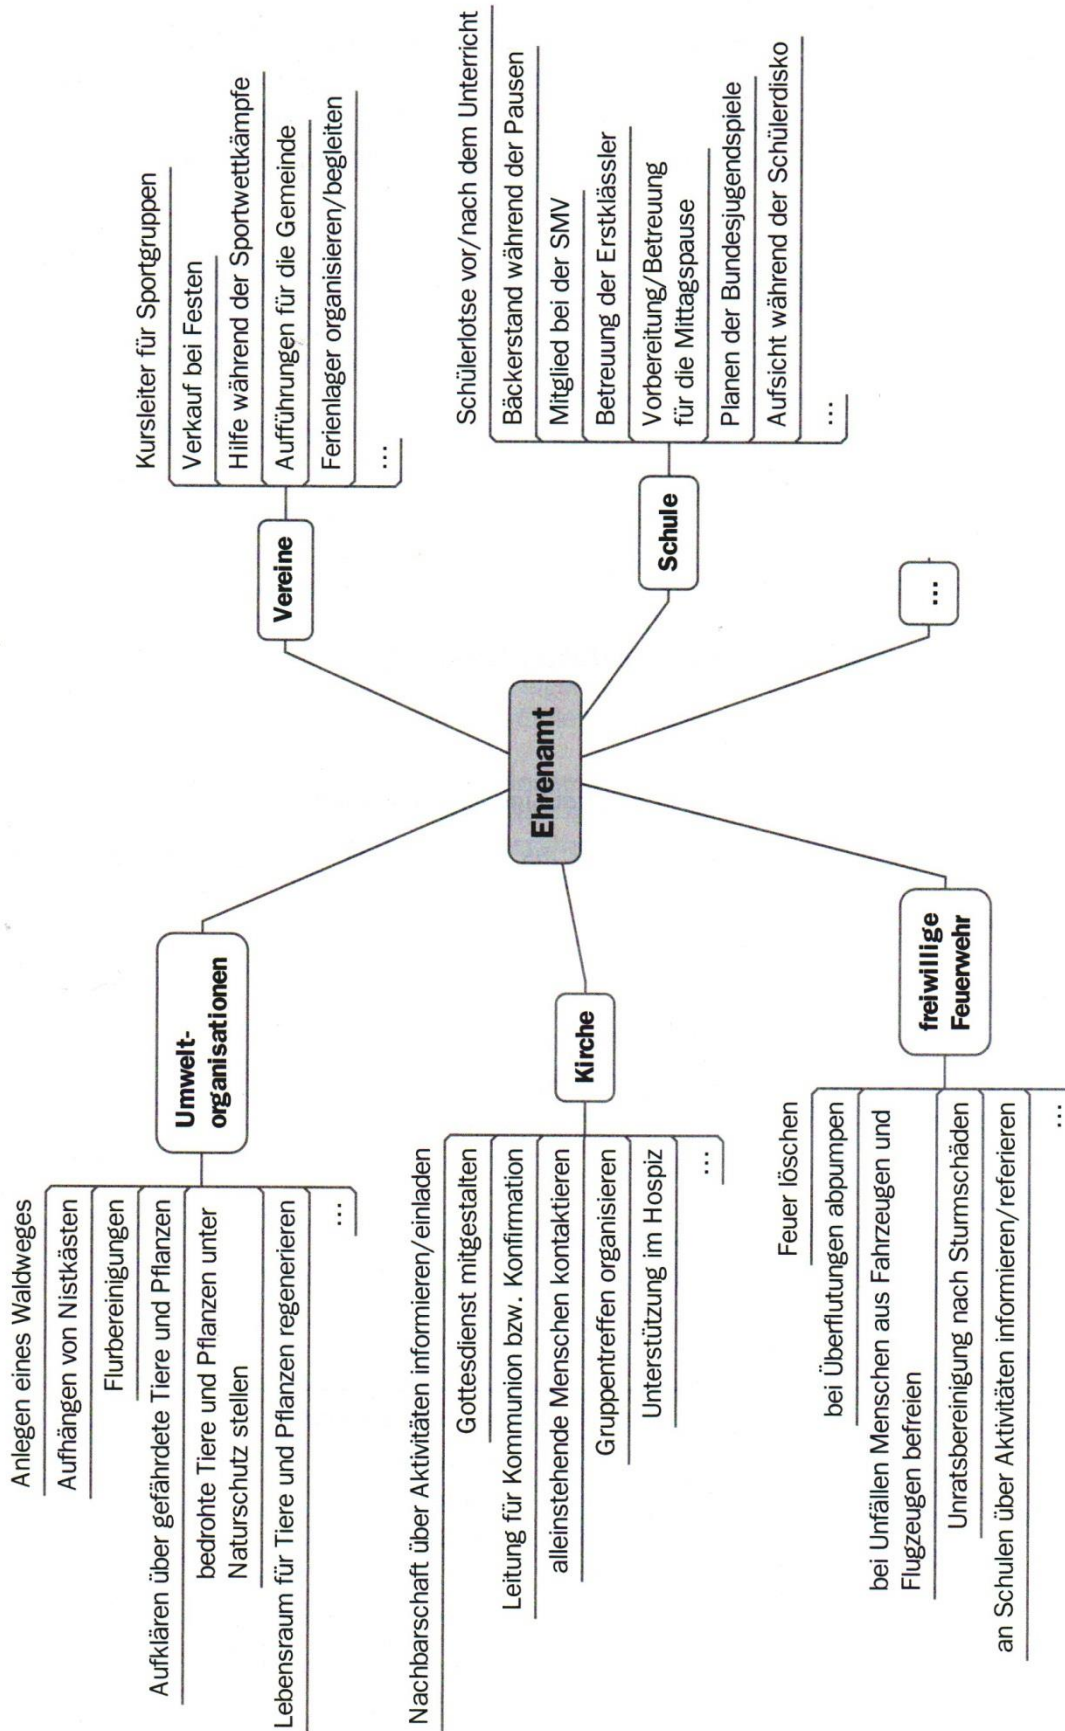 Ehrenamt
Umwelt-
organisationen
Anlegen eines Waldweges
Aufhängen von Nistkästen
Flurbereinigungen
Aufklären über gefährdete Tiere und Pflanzen
bedrohte Tiere und Pflanzen unter
Naturschutz stellen
Lebensraum für Tiere und Pflanzen regenerieren
...
Kirche
Nachbarschaft über Aktivitäten informieren/einladen
Gottesdienst mitgestalten
Leitung für Kommunion bzw. Konfirmation
alleinstehende Menschen kontaktieren
Gruppentreffen organisieren
Unterstützung im Hospiz
...
freiwillige
Feuerwehr
Feuer löschen
bei Überflutungen abpumpen
bei Unfällen Menschen aus Fahrzeugen und
Flugzeugen befreien
Unratsbereinigung nach Sturmschäden
an Schulen über Aktivitäten informieren/referieren
...
Vereine
Kursleiter für Sportgruppen
Verkauf bei Festen
Hilfe während der Sportwettkämpfe
Aufführungen für die Gemeinde
Ferienlager organisieren/begleiten
...
Schule
Schülerlotse vor/nach dem Unterricht
Bäckerstand während der Pausen
Mitglied bei der SMV
Betreuung der Erstklässler
Vorbereitung/Betreuung
für die Mittagspause
Planen der Bundesjugendspiele
Aufsicht während der Schülerdisko
...
...